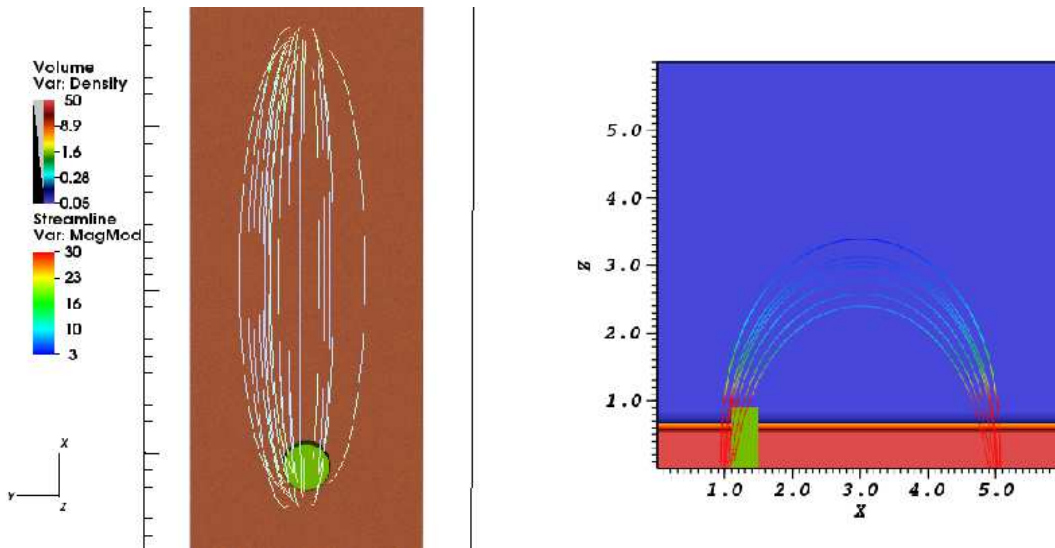 Volume
Var: Density
50
8.9
1.6
0.28
0.05
Streamline
Var: MagMod
30
23
16
10
3
X
Y
Z
5.0
4.0
Z 3.0
2.0
1.0
1.0 2.0 3.0 4.0 5.0
X